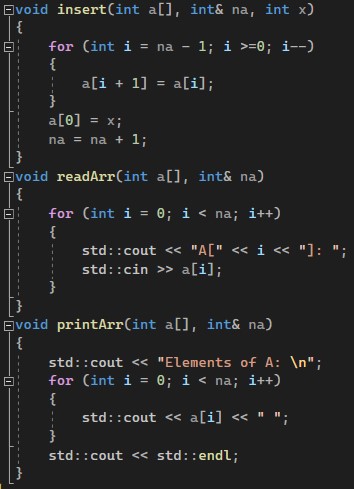 void insert(int a[], int& na, int x)
{
    for (int i = na - 1; i >=0; i--)
    {
        a[i + 1] = a[i];
    }
    a[0] = x;
    na = na + 1;
}
void readArr(int a[], int& na)
{
    for (int i = 0; i < na; i++)
    {
        std::cout << "A[" << i << "]: ";
        std::cin >> a[i];
    }
}
void printArr(int a[], int& na)
{
    std::cout << "Elements of A: \n";
    for (int i = 0; i < na; i++)
    {
        std::cout << a[i] << " ";
    }
    std::cout << std::endl;
}